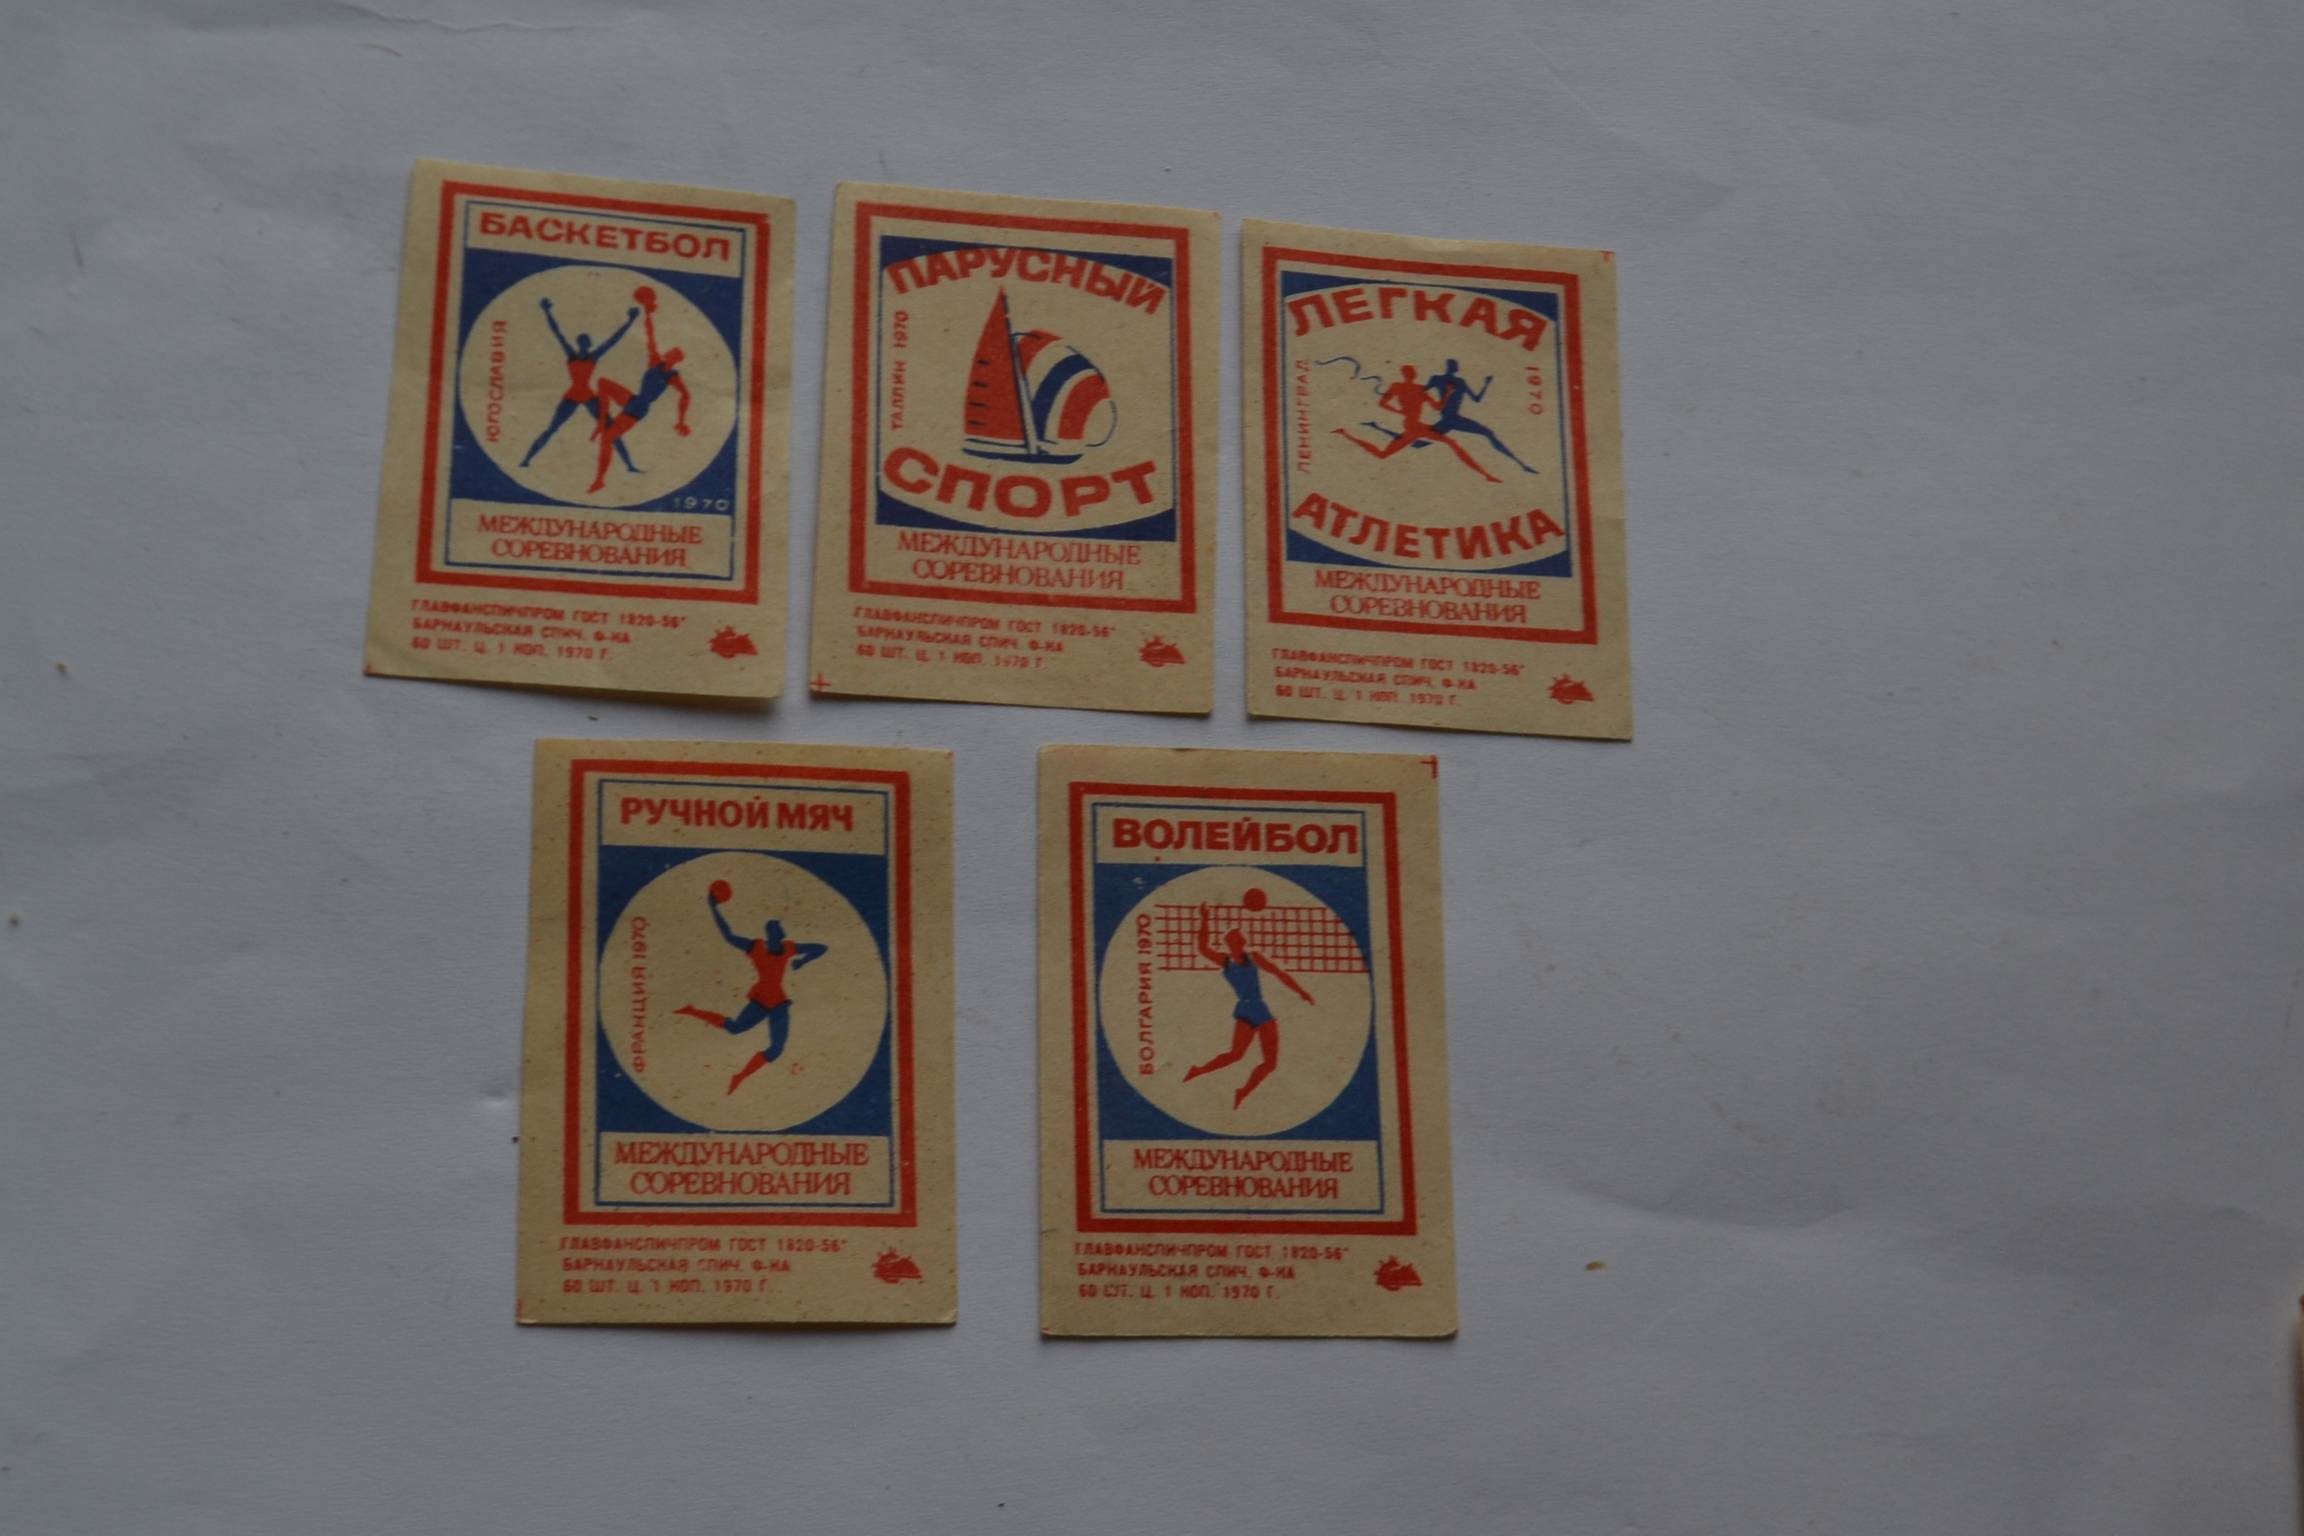 БАСКЕТБОЛ
ЮГОСЛАВИЯ
1970
МЕЖДУНАРОДНЫЕ
СОРЕВНОВАНИЯ
ГЛАВФАНСПИЧПРОМ ГОСТ 1820-56*
БАРНАУЛЬСКАЯ СПИЧ. Ф-КА
60 ШТ. Ц. 1 КОП. 1970 Г.
ПАРУСНЫЙ
ТАЛЛИН 1970
СПОРТ
МЕЖДУНАРОДНЫЕ
СОРЕВНОВАНИЯ
ГЛАВФАНСПИЧПРОМ ГОСТ 1820-56*
БАРНАУЛЬСКАЯ СПИЧ. Ф-КА
60 ШТ. Ц. 1 КОП. 1970 Г.
ЛЕГКАЯ
ЛЕНИНГРАД
1970
АТЛЕТИКА
МЕЖДУНАРОДНЫЕ
СОРЕВНОВАНИЯ
ГЛАВФАНСПИЧПРОМ ГОСТ 1820-56*
БАРНАУЛЬСКАЯ СПИЧ. Ф-КА
60 ШТ. Ц. 1 КОП. 1970 Г.
РУЧНОЙ МЯЧ
ФРАНЦИЯ 1970
МЕЖДУНАРОДНЫЕ
СОРЕВНОВАНИЯ
ГЛАВФАНСПИЧПРОМ ГОСТ 1820-56*
БАРНАУЛЬСКАЯ СПИЧ. Ф-КА
60 ШТ. Ц. 1 КОП. 1970 Г.
ВОЛЕЙБОЛ
БОЛГАРИЯ 1970
МЕЖДУНАРОДНЫЕ
СОРЕВНОВАНИЯ
ГЛАВФАНСПИЧПРОМ ГОСТ 1820-56*
БАРНАУЛЬСКАЯ СПИЧ. Ф-КА
60 ШТ. Ц. 1 КОП. 1970 Г.